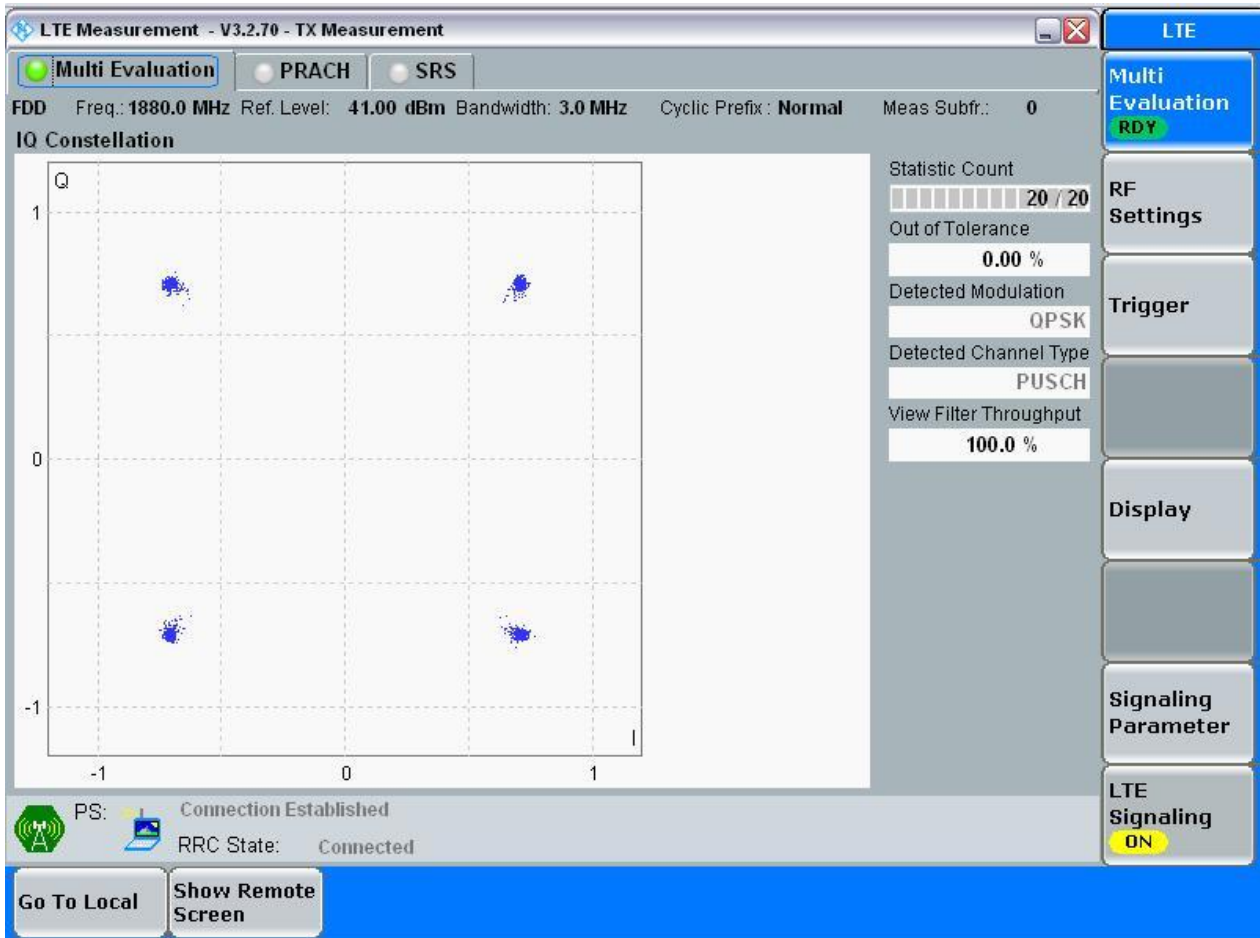 LTE Measurement - V3.2.70 - TX Measurement
LTE
Multi Evaluation PRACH SRS
Multi
Evaluation
RDY
FDD Freq.: 1880.0 MHz Ref. Level: 41.00 dBm Bandwidth: 3.0 MHz Cyclic Prefix : Normal Meas Subfr.: 0
IQ Constellation
Q
1
0
-1
-1 0 1
I
Statistic Count
20 / 20
Out of Tolerance
0.00 %
Detected Modulation
QPSK
Detected Channel Type
PUSCH
View Filter Throughput
100.0 %
RF
Settings
Trigger
Display
Signaling
Parameter
LTE
Signaling
ON
PS: Connection Established
RRC State: Connected
Go To Local
Show Remote
Screen